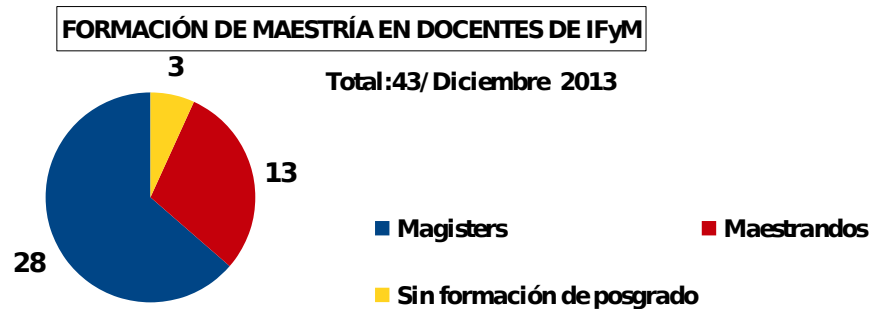 FORMACIÓN DE MAESTRÍA EN DOCENTES DE IFyM
3
Total:43/Diciembre 2013
13
28
Magisters
Maestrandos
Sin formación de posgrado